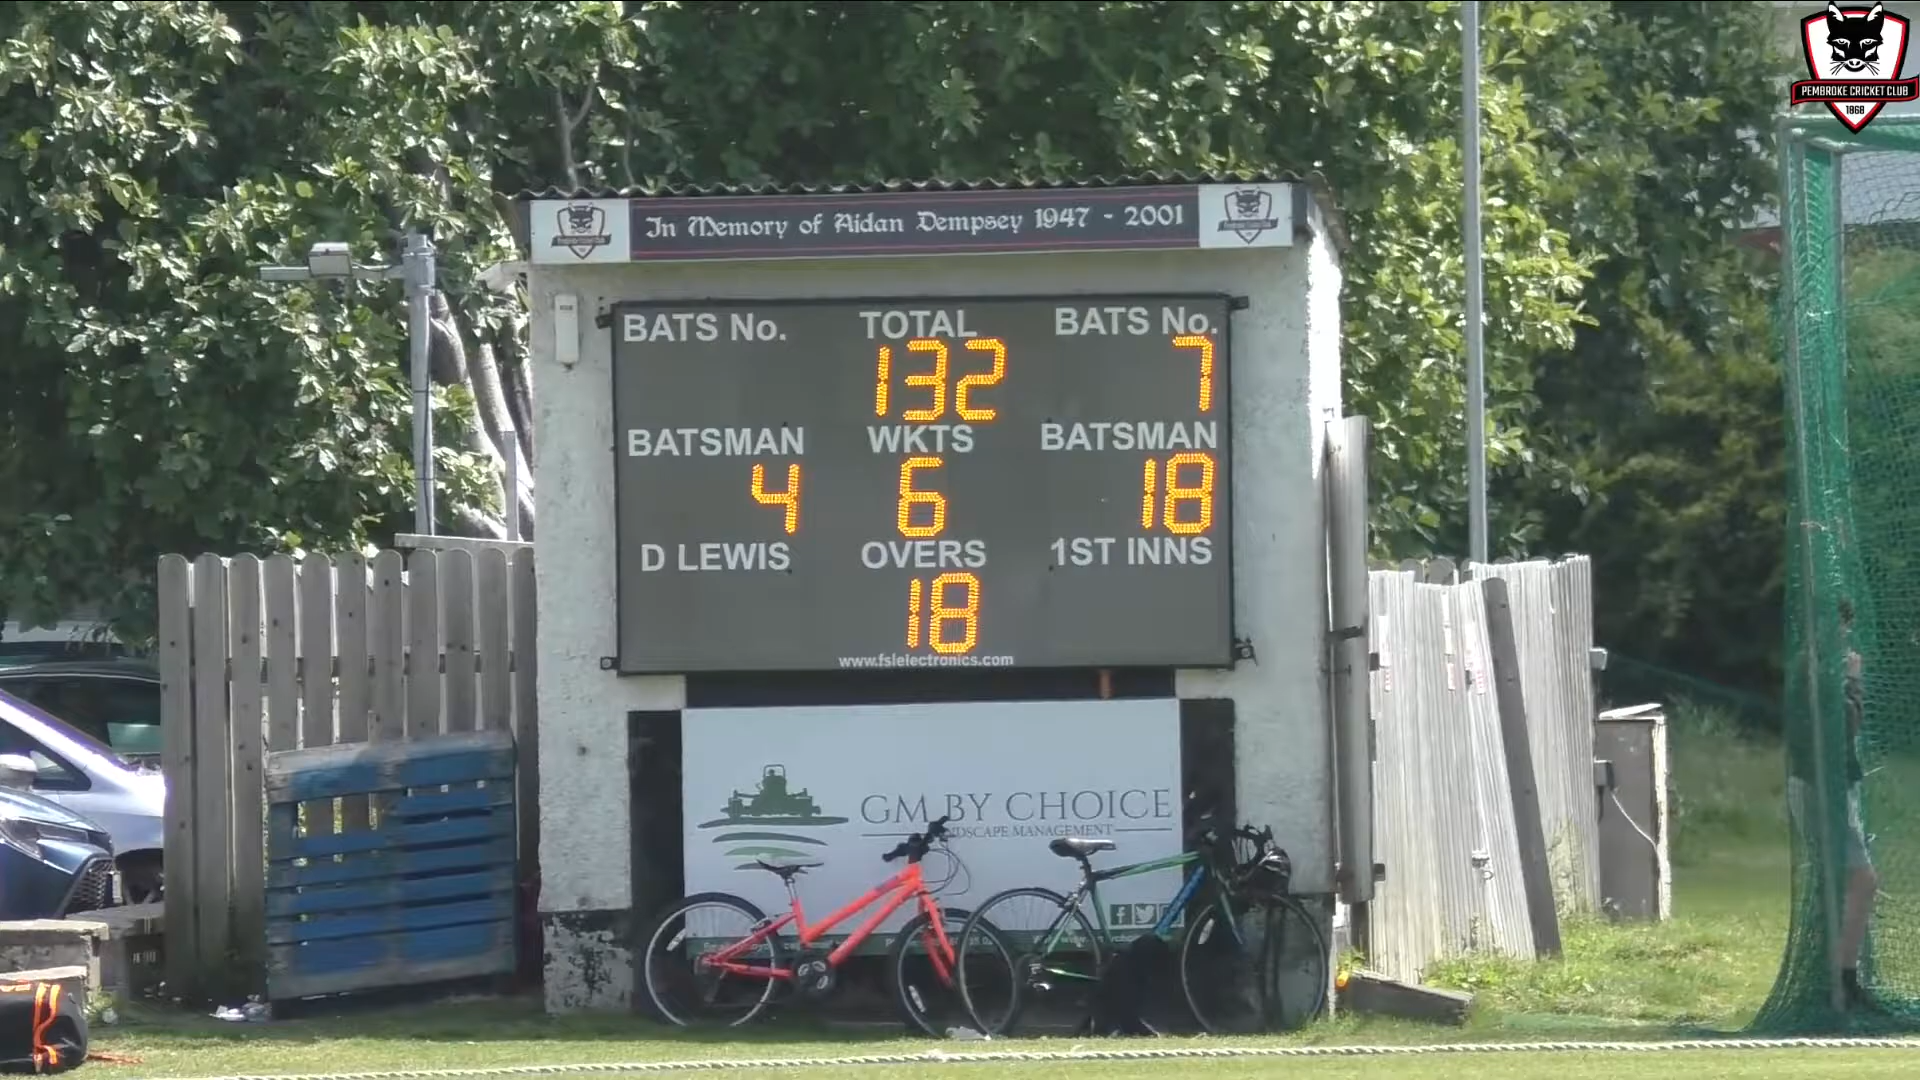 PEMBROKE CRICKET CLUB
1868
In Memory of Aidan Dempsey 1947 - 2001
BATS No. TOTAL BATS No.
132 7
BATSMAN WKTS BATSMAN
4 6 18
D LEWIS OVERS 1ST INNS
18
www.fslelectronics.com
GM BY CHOICE
MANAGEMENT